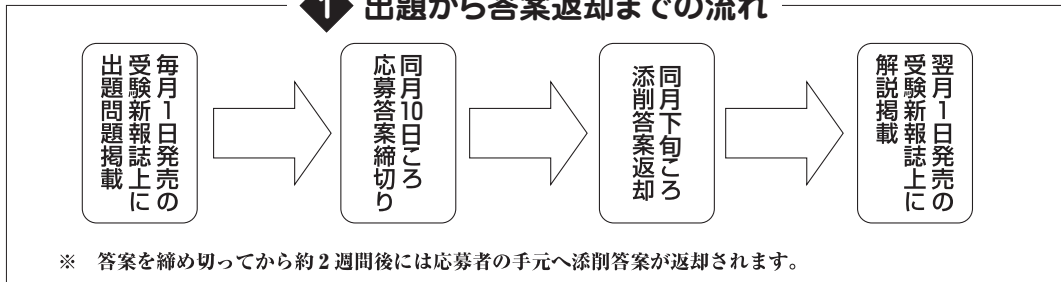 1 出題から答案返却までの流れ
毎月1日発売の
受験新報誌上に
出題問題掲載
同月10日ころ
応募答案締切り
同月下旬ころ
添削答案返却
翌月1日発売の
受験新報誌上に
解説掲載
※ 答案を締め切ってから約2週間後には応募者の手元へ添削答案が返却されます。